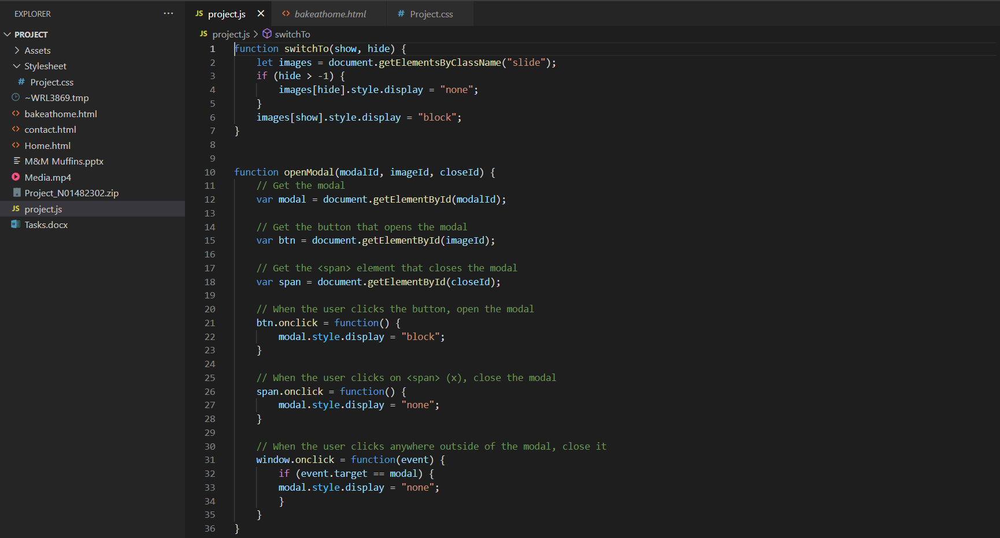 EXPLORER
PROJECT
Assets
Stylesheet
# Project.css
~WRL3869.tmp
<> bakeathome.html
<> contact.html
<> Home.html
M&M Muffins.pptx
Media.mp4
Project_N01482302.zip
JS project.js
Tasks.docx
JS project.js
<> bakeathome.html
# Project.css
JS project.js > switchTo
1 function switchTo(show, hide) {
2     let images = document.getElementsByClassName("slide");
3     if (hide > -1) {
4         images[hide].style.display = "none";
5     }
6     images[show].style.display = "block";
7 }
8
9
10 function openModal(modalId, imageId, closeId) {
11     // Get the modal
12     var modal = document.getElementById(modalId);
13
14     // Get the button that opens the modal
15     var btn = document.getElementById(imageId);
16
17     // Get the <span> element that closes the modal
18     var span = document.getElementById(closeId);
19
20     // When the user clicks the button, open the modal
21     btn.onclick = function() {
22         modal.style.display = "block";
23     }
24
25     // When the user clicks on <span> (x), close the modal
26     span.onclick = function() {
27         modal.style.display = "none";
28     }
29
30     // When the user clicks anywhere outside of the modal, close it
31     window.onclick = function(event) {
32         if (event.target == modal) {
33         modal.style.display = "none";
34         }
35     }
36 }